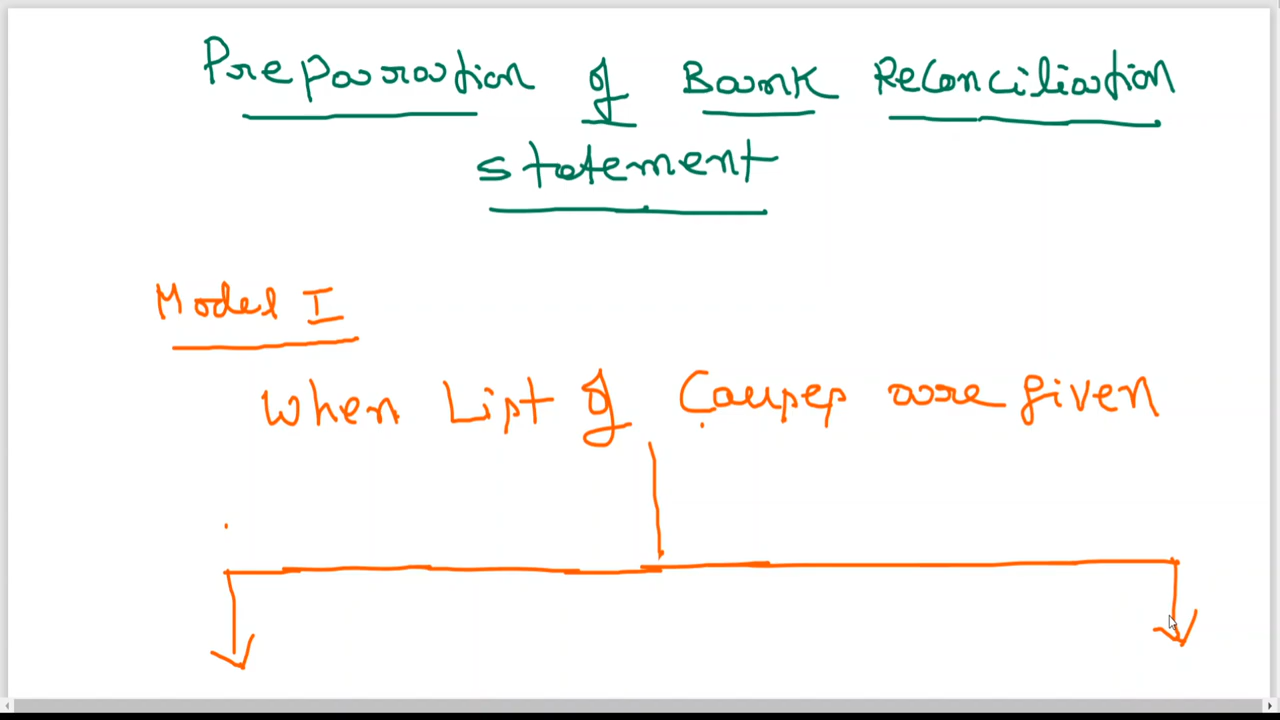 Preparation of Bank Reconciliation
statement
Model I
When List of Causes are given